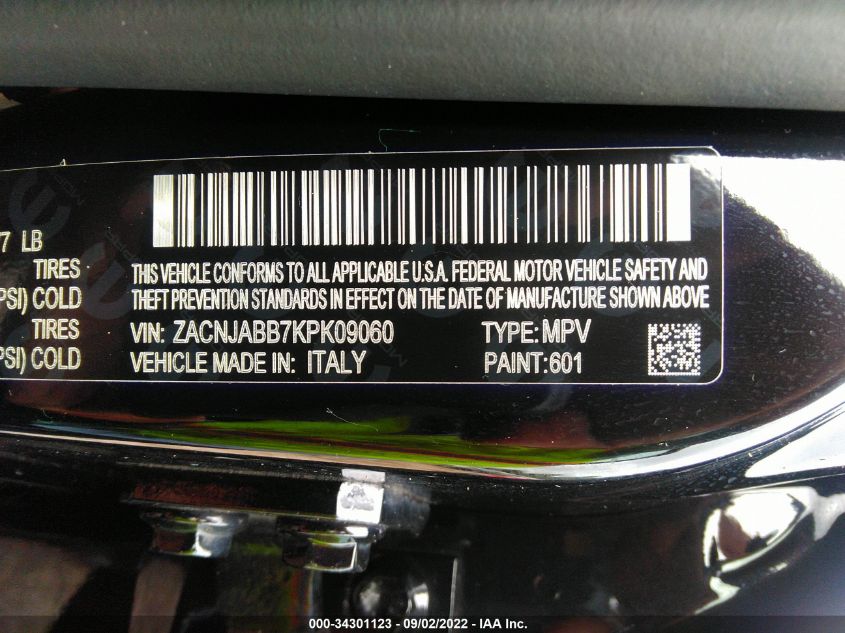 7 LB
TIRES
PSI) COLD
TIRES
PSI) COLD
THIS VEHICLE CONFORMS TO ALL APPLICABLE U.S.A. FEDERAL MOTOR VEHICLE SAFETY AND
THEFT PREVENTION STANDARDS IN EFFECT ON THE DATE OF MANUFACTURE SHOWN ABOVE
VIN: ZACNJABB7KPK09060 TYPE: MPV
VEHICLE MADE IN: ITALY PAINT: 601
000-34301123 - 09/02/2022 - IAA Inc.